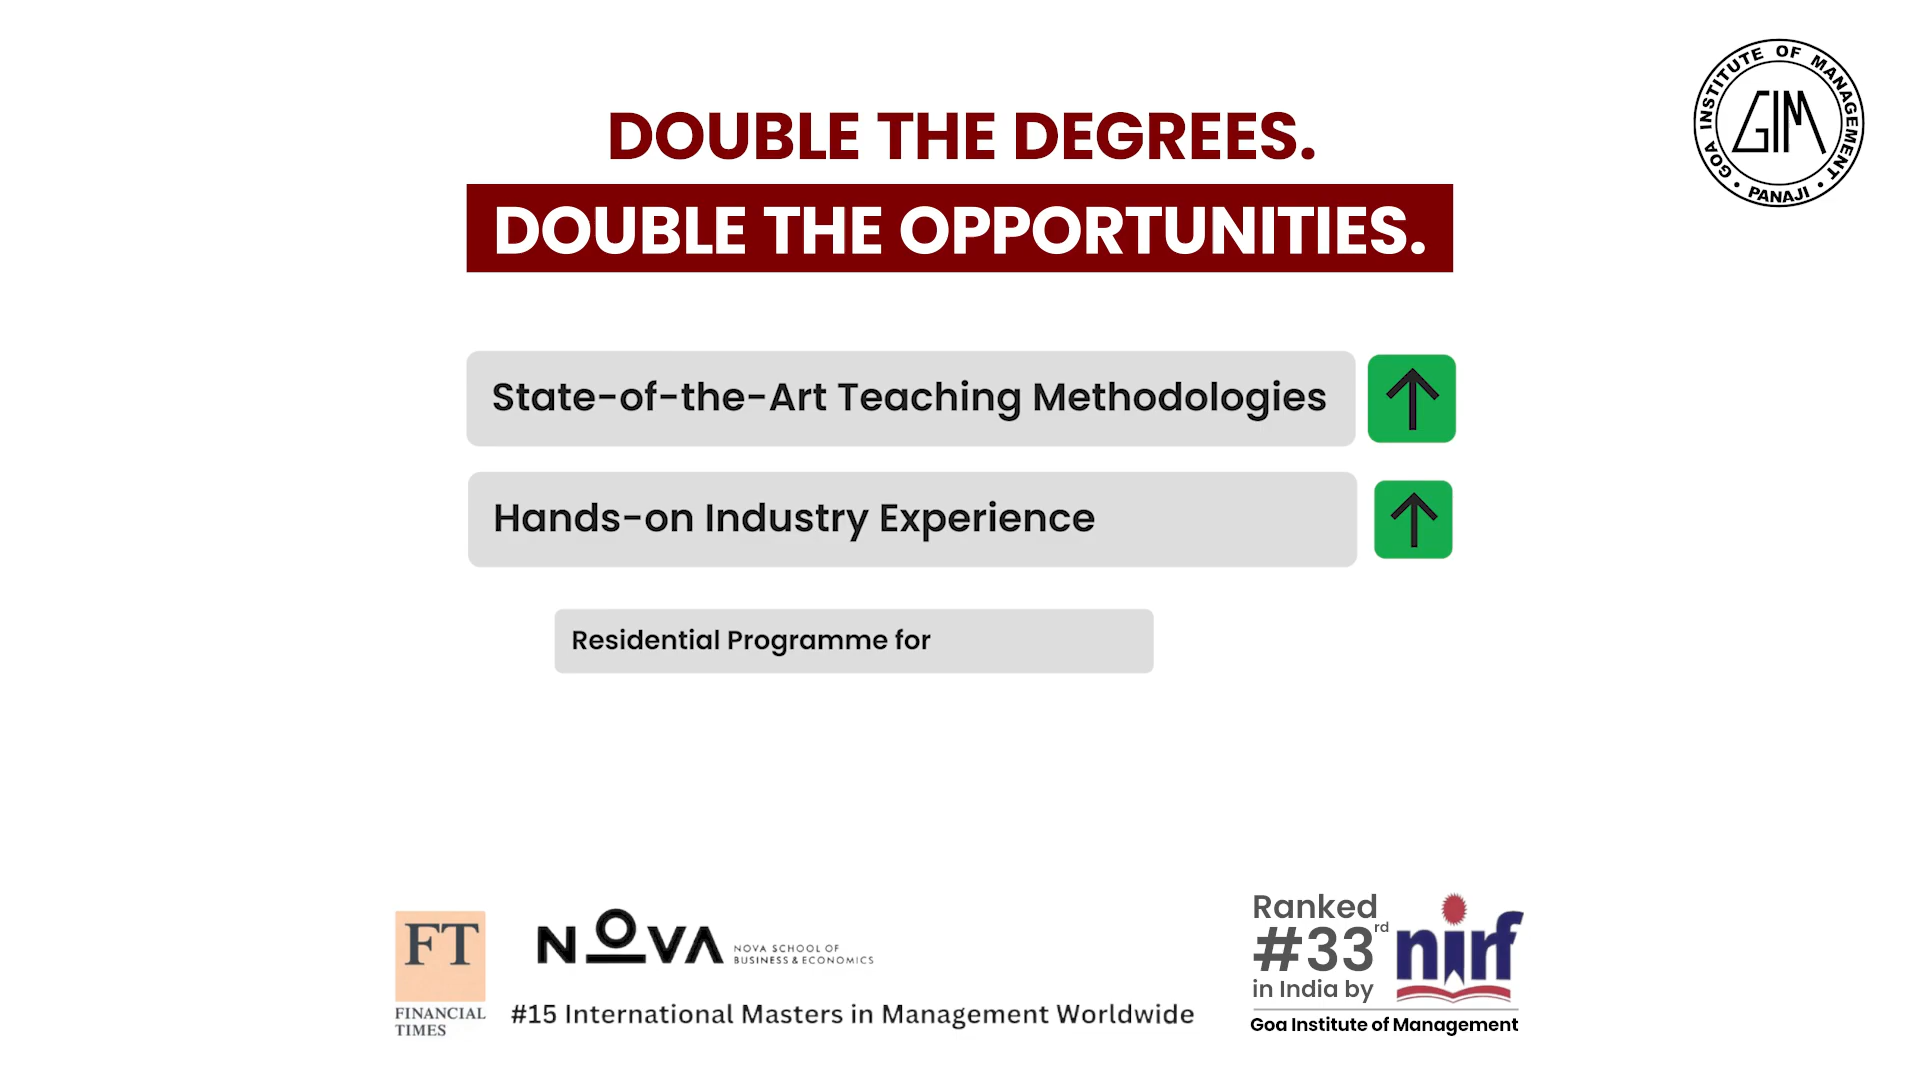 GOA INSTITUTE OF MANAGEMENT
GIM
• PANAJI •
DOUBLE THE DEGREES.
DOUBLE THE OPPORTUNITIES.
State-of-the-Art Teaching Methodologies
Hands-on Industry Experience
Residential Programme for
FT
FINANCIAL
TIMES
NOVA
NOVA SCHOOL OF
BUSINESS & ECONOMICS
#15 International Masters in Management Worldwide
Ranked
#33rd
in India by
nirf
Goa Institute of Management